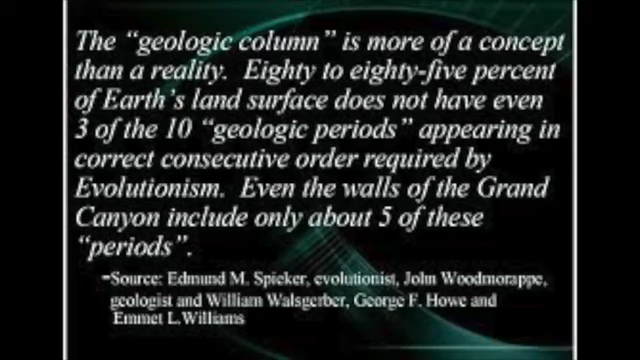 The “geologic column” is more of a concept
than a reality. Eighty to eighty-five percent
of Earth's land surface does not have even
3 of the 10 “geologic periods” appearing in
correct consecutive order required by
Evolutionism. Even the walls of the Grand
Canyon include only about 5 of these
“periods”.
-Source: Edmund M. Spieker, evolutionist, John Woodmorappe,
geologist and William Walsgerber, George F. Howe and
Emmet L.Williams